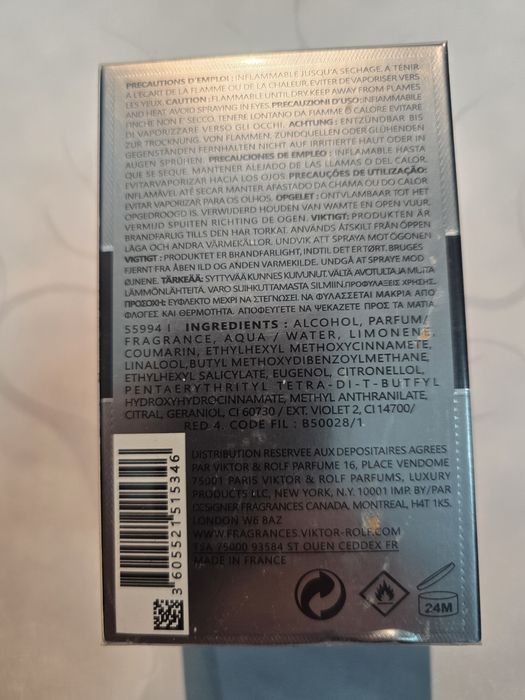 PRECAUTIONS D'EMPLOI : INFLAMMABLE JUSQU'A SECHAGE, A TENIR
A L'ECART DE LA FLAMME OU DE LA CHALEUR. EVITER DE VAPORISER VERS
LES YEUX. CAUTION : FLAMMABLE UNTIL DRY. KEEP AWAY FROM FLAMES
AND HEAT. AVOID SPRAYING IN EYES. PRECAUZIONI D'USO: INFIAMMABILE
FINCHE NON E' SECCO, TENERE LONTANO DA FIAMME O CALORE EVITARE
DI VAPORIZZARE VERSO GLI OCCHI. ACHTUNG : ENTZÜNDBAR BIS
ZUR TROCKNUNG. VON FLAMMEN, ZÜNDQUELLEN ODER GLÜHENDEN
GEGENSTÄNDEN FERNHALTEN NICHT AUF IRRITIERTE HAUT ODER IN
AUGEN SPRÜHEN. PRECAUCIONES DE EMPLEO : INFLAMABLE HASTA
QUE SE SEQUE. MANTENER ALEJADO DE LAS LLAMAS O DEL CALOR.
EVITAR VAPORIZAR HACIA LOS OJOS. PRECAUÇÕES DE UTILIZAÇÃO:
INFLAMÁVEL ATÉ SECAR MANTER AFASTADO DA CHAMA OU DO CALOR
EVITAR VAPORIZAR PARA OS OLHOS. OPGELET : ONTVLAMBAAR TOT HET
OPGEDROOGD IS. VERWIJDERD HOUDEN VAN WAMTE EN OPEN VUUR.
VERMIJD SPUITEN RICHTING DE OGEN. VIKTIGT: PRODUKTEN ÄR
BRANDFARLIG TILLS DEN HAR TORKAT. ANVÄNDS ÅTSKILT FRÅN ÖPPEN
LÅGA OCH ANDRA VÄRMEKÄLLOR. UNDVIK ATT SPRAYA MOT ÖGONEN
VIGTIGT : PRODUKTET ER BRANDFARLIGT, INDTIL DET ER TØRT. BRUGES
FJERNT FRA ÅBEN ILD OG ANDEN VARMEKILDE. UNDGÅ AT SPRAYE MOD
ØJNENE. TÄRKEÄÄ: SYTTYVÄÄ KUNNES KUIVUNUT. VÄLTÄ AVOTULTA JA MUITA
LÄMMÖNLÄHTEITÄ. VARO SUIHKUTTAMASTA SILMIIN. ΠΡΟΦΥΛΑΞΕΙΣ ΧΡΗΣΗΣ.
ΠΡΟΣΟΧΗ: ΕΥΦΛΕΚΤΟ ΜΕΧΡΙ ΝΑ ΣΤΕΓΝΩΣΕΙ. ΝΑ ΦΥΛΑΣΣΕΤΑΙ ΜΑΚΡΙΑ ΑΠΟ
ΦΛΟΓΕΣ ΚΑΙ ΘΕΡΜΟΤΗΤΑ. ΑΠΟΦΕΥΓΕΤΕ ΝΑ ΨΕΚΑΖΕΤΕ ΠΡΟΣ ΤΑ ΜΑΤΙΑ.
55994 I INGREDIENTS : ALCOHOL, PARFUM/
FRAGRANCE, AQUA / WATER, LIMONENE,
COUMARIN, ETHYLHEXYL METHOXYCINNAMETE,
LINALOOL, BUTYL METHOXYDIBENZOYLMETHANE,
ETHYLHEXYL SALICYLATE, EUGENOL, CITRONELLOL,
PENTAERYTHRITYL TETRA-DI-T-BUTFYL
HYDROXYHYDROCINNAMATE, METHYL ANTHRANILATE,
CITRAL, GERANIOL, CI 60730 / EXT. VIOLET 2, CI 14700/
RED 4. CODE FIL : B50028/1
DISTRIBUTION RESERVEE AUX DEPOSITAIRES AGREES
PAR VIKTOR & ROLF PARFUME 16, PLACE VENDOME
75001 PARIS VIKTOR & ROLF PARFUMS, LUXURY
PRODUCTS LLC, NEW YORK, N.Y. 10001 IMP. BY/PAR
DESIGNER FRAGRANCES CANADA, MONTREAL, H4T 1K5.
LONDON W6 8AZ
WWW.FRAGRANCES.VIKTOR-ROLF.COM
TSA 75000 93584 ST OUEN CEDDEX FR
MADE IN FRANCE
3 605521 515346
24M